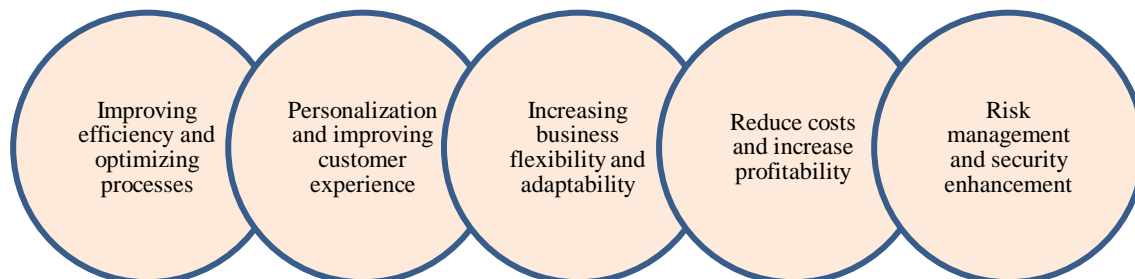 Improving
efficiency and
optimizing
processes
Personalization
and improving
customer
experience
Increasing
business
flexibility and
adaptability
Reduce costs
and increase
profitability
Risk
management
and security
enhancement